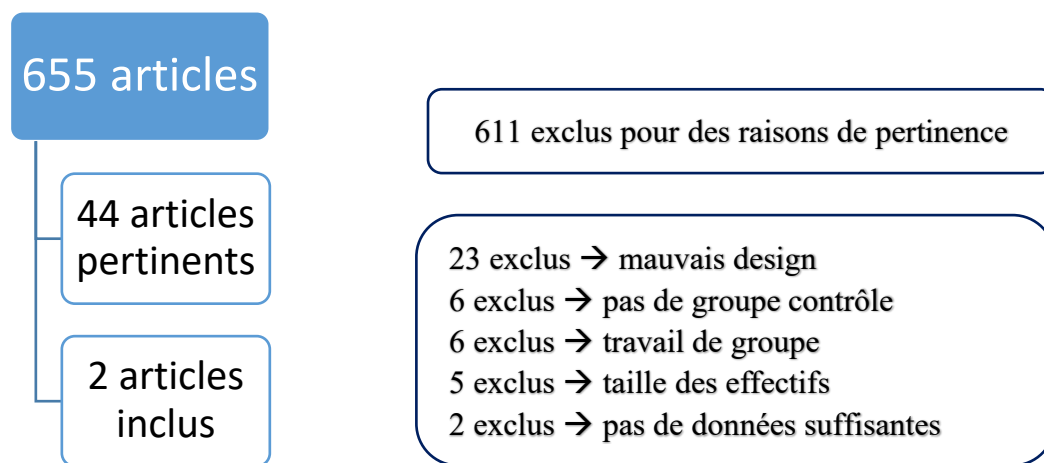 655 articles
611 exclus pour des raisons de pertinence
44 articles
pertinents
23 exclus → mauvais design
6 exclus → pas de groupe contrôle
6 exclus → travail de groupe
5 exclus → taille des effectifs
2 exclus → pas de données suffisantes
2 articles
inclus